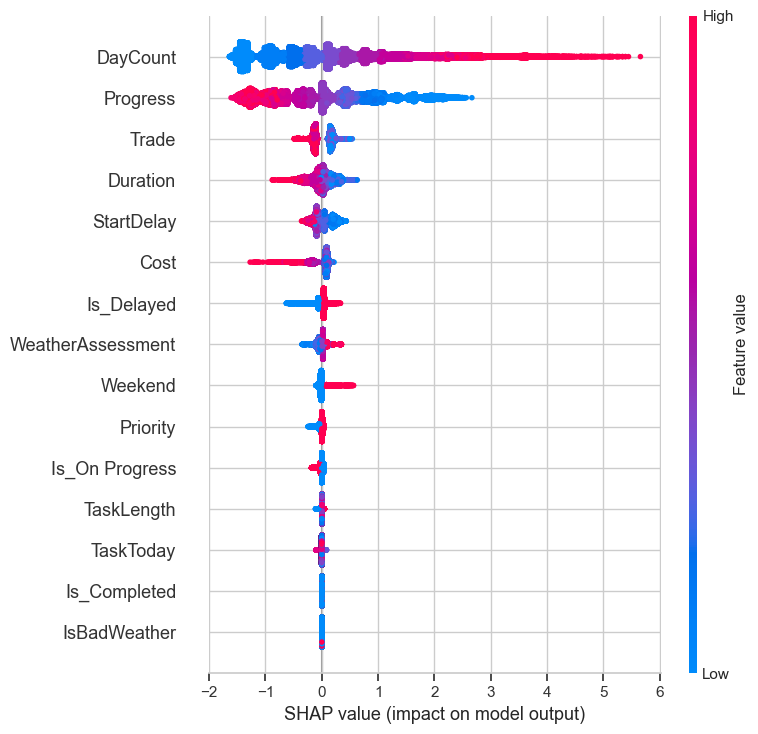 High
DayCount
Progress
Trade
Duration
StartDelay
Cost
Is_Delayed
WeatherAssessment
Weekend
Priority
Is_On Progress
TaskLength
TaskToday
Is_Completed
IsBadWeather
Feature value
Low
−2 −1 0 1 2 3 4 5 6
SHAP value (impact on model output)